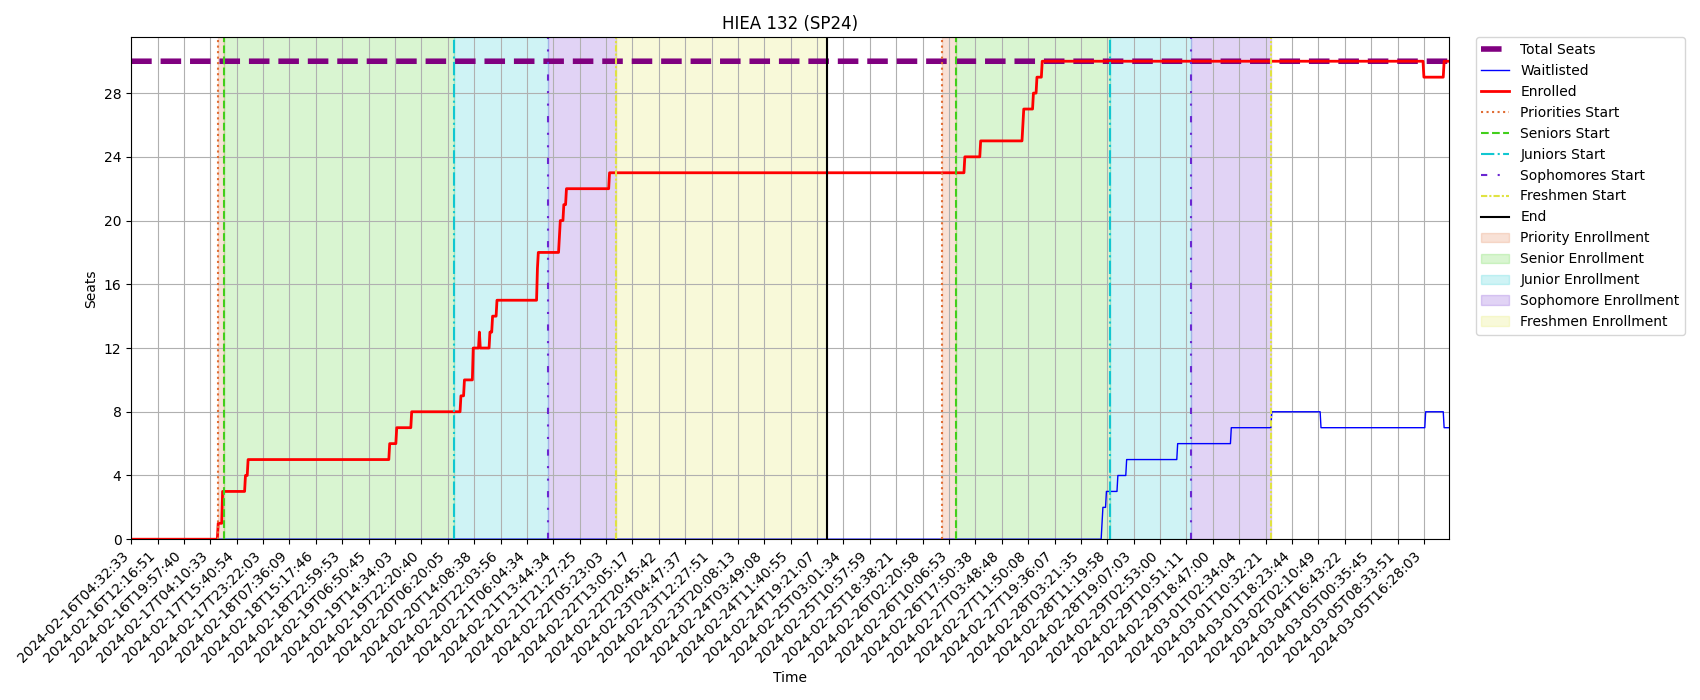 HIEA 132 (SP24)
Total Seats
Waitlisted
Enrolled
Priorities Start
Seniors Start
Juniors Start
Sophomores Start
Freshmen Start
End
Priority Enrollment
Senior Enrollment
Junior Enrollment
Sophomore Enrollment
Freshmen Enrollment
Seats
28
24
20
16
12
8
4
0
2024-02-16T04:32:33
2024-02-16T12:16:51
2024-02-16T19:57:40
2024-02-17T04:10:33
2024-02-17T15:40:54
2024-02-17T23:22:03
2024-02-18T07:36:09
2024-02-18T15:17:46
2024-02-18T22:59:53
2024-02-19T06:50:45
2024-02-19T14:34:03
2024-02-19T22:20:40
2024-02-20T06:20:05
2024-02-20T14:08:38
2024-02-20T22:03:56
2024-02-21T06:04:34
2024-02-21T13:44:34
2024-02-21T21:27:25
2024-02-22T05:23:03
2024-02-22T13:05:17
2024-02-22T20:45:42
2024-02-23T04:47:37
2024-02-23T12:27:51
2024-02-23T20:08:13
2024-02-24T03:49:08
2024-02-24T11:40:55
2024-02-24T19:21:07
2024-02-25T03:01:34
2024-02-25T10:57:59
2024-02-25T18:38:21
2024-02-26T02:20:58
2024-02-26T10:06:53
2024-02-26T17:50:38
2024-02-27T03:48:48
2024-02-27T11:50:08
2024-02-27T19:36:07
2024-02-28T03:21:35
2024-02-28T11:19:58
2024-02-28T19:07:03
2024-02-29T02:53:00
2024-02-29T10:51:11
2024-02-29T18:47:00
2024-03-01T02:34:04
2024-03-01T10:32:21
2024-03-01T18:23:44
2024-03-02T02:10:49
2024-03-04T16:43:22
2024-03-05T00:35:45
2024-03-05T08:33:51
2024-03-05T16:28:03
Time